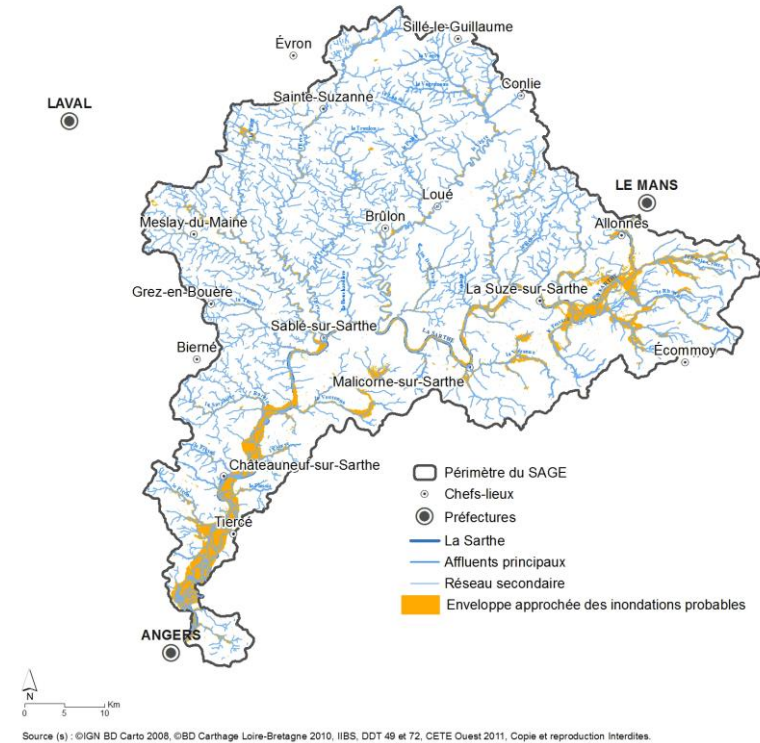 Sillé-le-Guillaume
Évron
Conlie
Sainte-Suzanne
LAVAL
LE MANS
Loué
Brûlon
Allonnes
Meslay-du-Maine
Grez-en-Bouère
La Suze-sur-Sarthe
Sablé-sur-Sarthe
LA SARTHE
Bierné
Écommoy
Malicorne-sur-Sarthe
Châteauneuf-sur-Sarthe
Tiercé
ANGERS
Périmètre du SAGE
Chefs-lieux
Préfectures
La Sarthe
Affluents principaux
Réseau secondaire
Enveloppe approchée des inondations probables
N
0 5 10 Km
Source (s) : ©IGN BD Carto 2008, ©BD Carthage Loire-Bretagne 2010, IIBS, DDT 49 et 72, CETE Ouest 2011, Copie et reproduction Interdites.